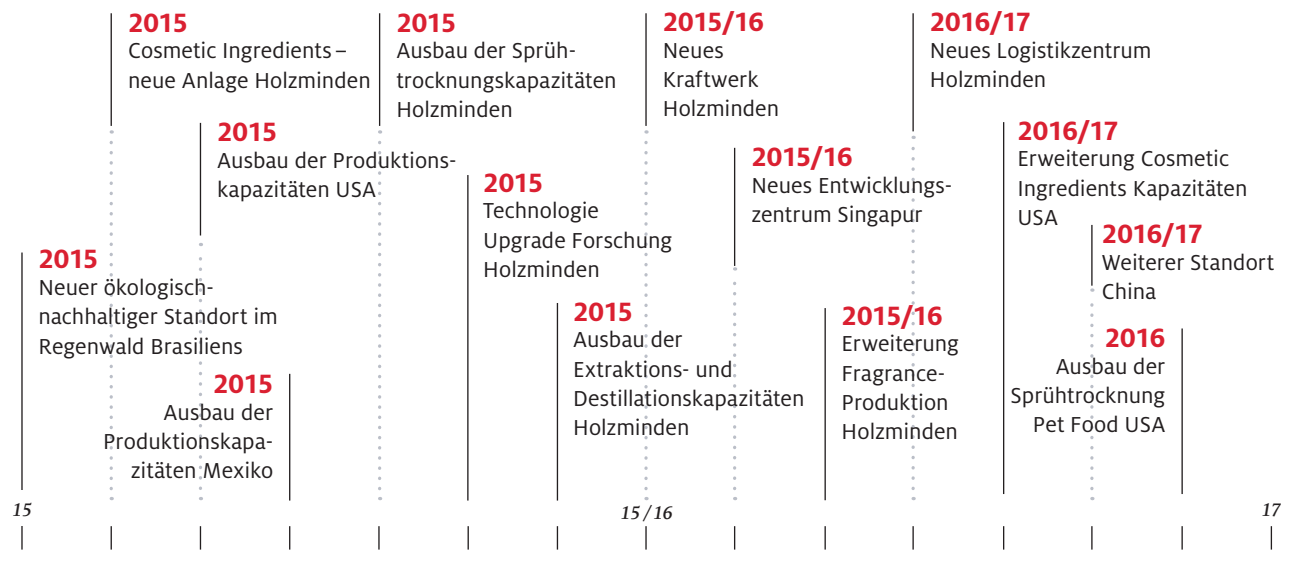 2015
Cosmetic Ingredients –
neue Anlage Holzminden
2015
Ausbau der Sprüh-
trocknungskapazitäten
Holzminden
2015/16
Neues
Kraftwerk
Holzminden
2016/17
Neues Logistikzentrum
Holzminden
2015
Ausbau der Produktions-
kapazitäten USA
2015
Technologie
Upgrade Forschung
Holzminden
2015/16
Neues Entwicklungs-
zentrum Singapur
2016/17
Erweiterung Cosmetic
Ingredients Kapazitäten
USA
2016/17
Weiterer Standort
China
2015
Neuer ökologisch-
nachhaltiger Standort im
Regenwald Brasiliens
2015
Ausbau der
Produktionskapa-
zitäten Mexiko
2015
Ausbau der
Extraktions- und
Destillationskapazitäten
Holzminden
2015/16
Erweiterung
Fragrance-
Produktion
Holzminden
2016
Ausbau der
Sprühtrocknung
Pet Food USA
15
15 / 16
17